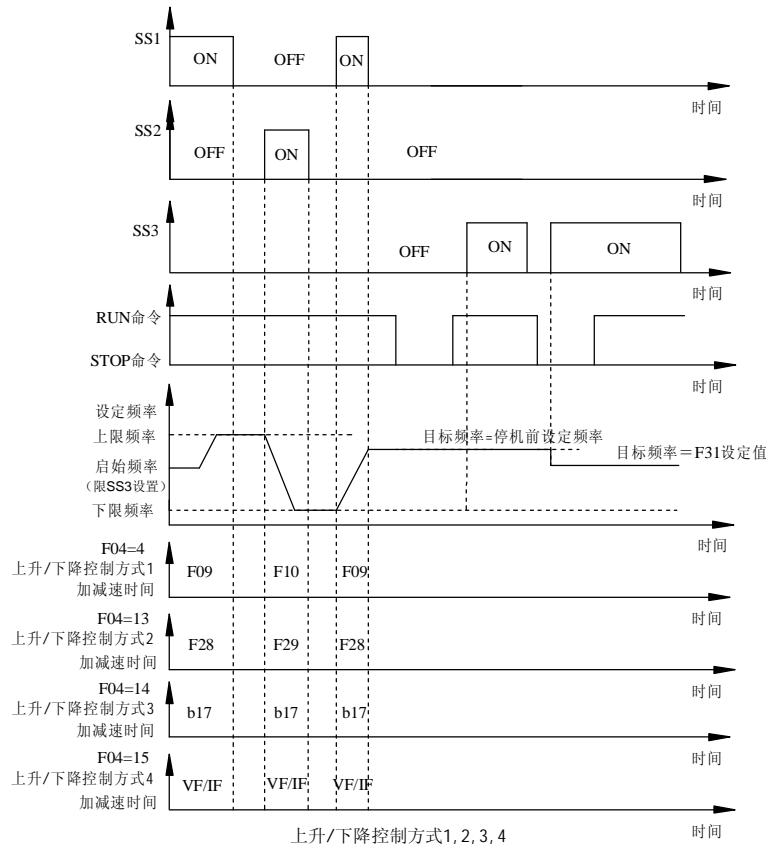 SS1
ON
OFF
ON
时间
SS2
OFF
ON
OFF
时间
SS3
OFF
ON
ON
时间
RUN命令
STOP命令
时间
设定频率
上限频率
目标频率=停机前设定频率
启始频率
目标频率＝F31设定值
（限SS3设置）
下限频率
时间
F04=4
上升/下降控制方式1
加减速时间
F09
F10
F09
时间
F04=13
上升/下降控制方式2
加减速时间
F28
F29
F28
时间
F04=14
上升/下降控制方式3
加减速时间
b17
b17
b17
时间
F04=15
上升/下降控制方式4
加减速时间
VF/IF
VF/IF
VF/IF
时间
上升/下降控制方式1,2,3,4